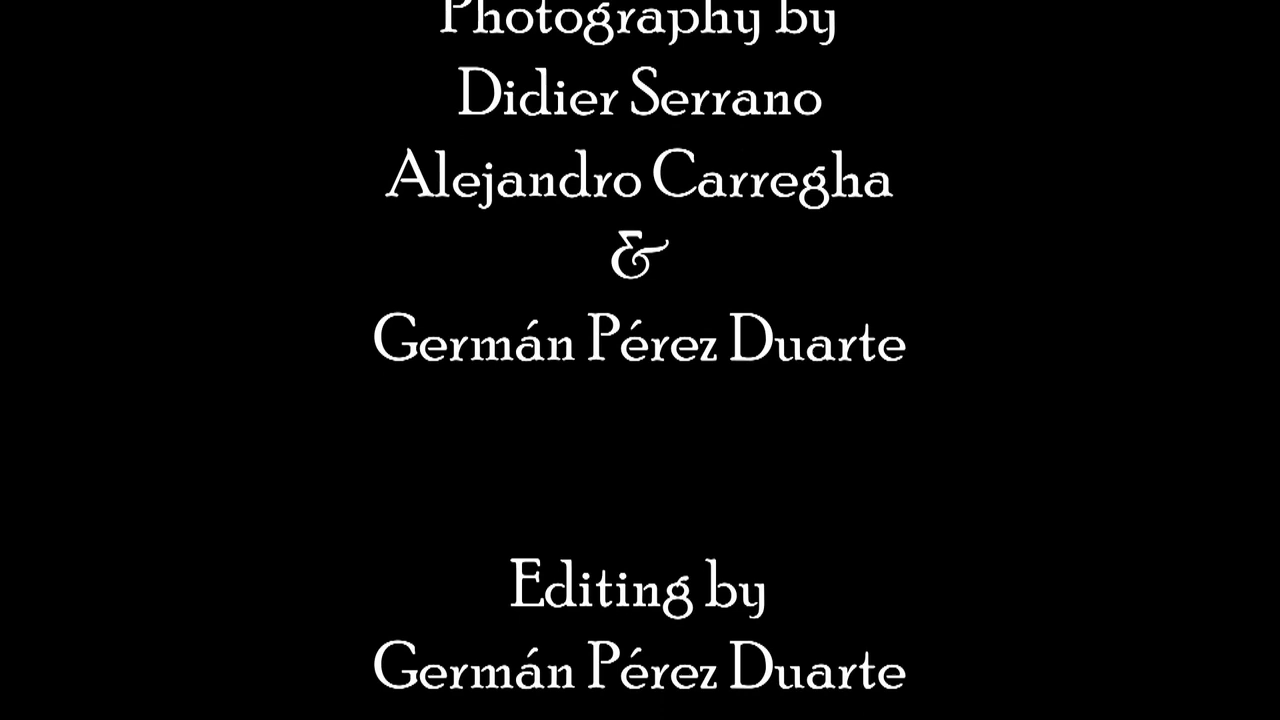 Photography by
Didier Serrano
Alejandro Carregha
&
Germán Pérez Duarte
Editing by
Germán Pérez Duarte